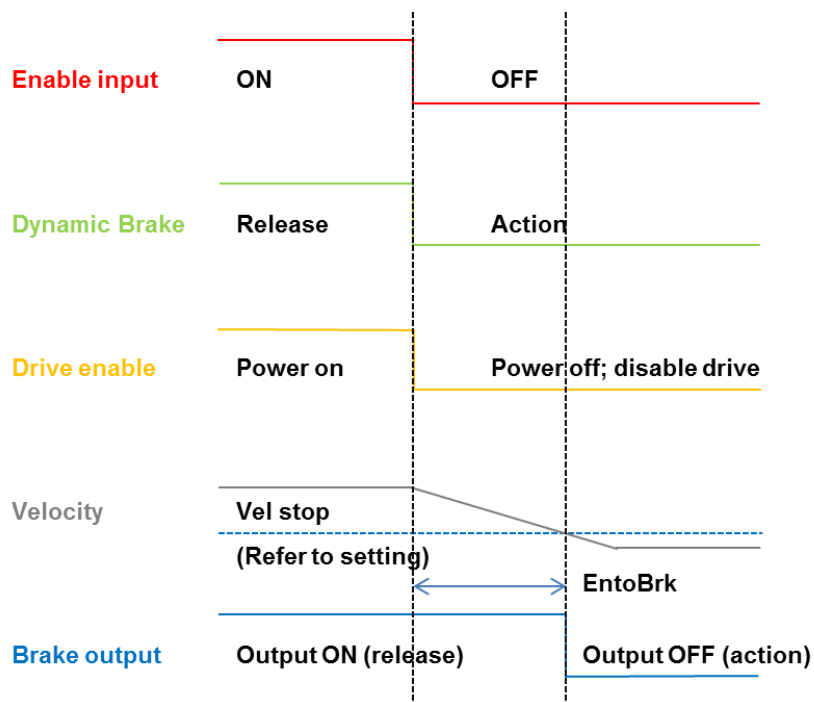 Enable input ON OFF
Dynamic Brake Release Action
Drive enable Power on Power off; disable drive
Velocity Vel stop
(Refer to setting)
EntoBrk
Brake output Output ON (release) Output OFF (action)